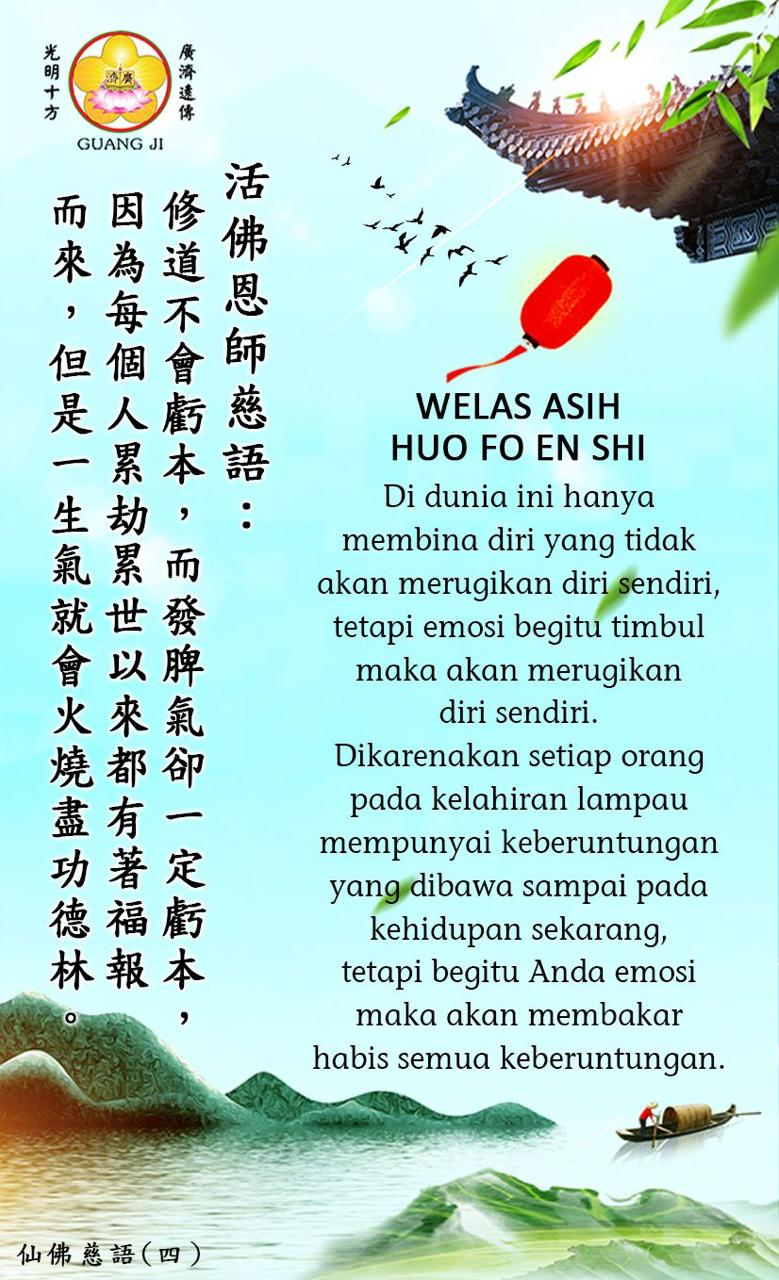 光明十方
廣濟
廣濟遠傳
GUANG JI
活佛恩師慈語：
修道不會虧本，而發脾氣卻一定虧本，
因為每個人累劫累世以來都有著福報
而來，但是一生氣就會火燒盡功德林。
WELAS ASIH
HUO FO EN SHI
Di dunia ini hanya
membina diri yang tidak
akan merugikan diri sendiri,
tetapi emosi begitu timbul
maka akan merugikan
diri sendiri.
Dikarenakan setiap orang
pada kelahiran lampau
mempunyai keberuntungan
yang dibawa sampai pada
kehidupan sekarang,
tetapi begitu Anda emosi
maka akan membakar
habis semua keberuntungan.
仙佛慈語(四)